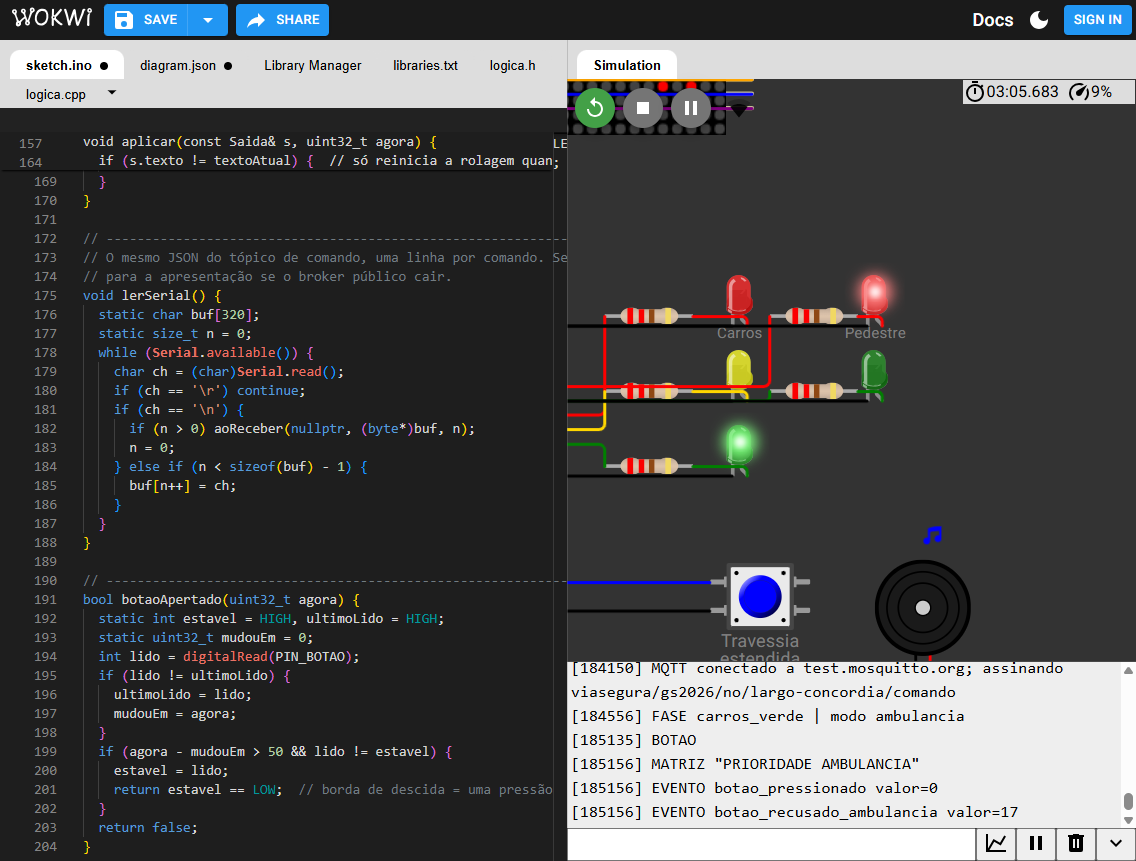 WOKWI
SAVE
SHARE
Docs
SIGN IN
sketch.ino
diagram.json
Library Manager
libraries.txt
logica.h
logica.cpp
Simulation
03:05.683
9%
157 void aplicar(const Saida& s, uint32_t agora) {
LE
164 if (s.texto != textoAtual) { // só reinicia a rolagem quan;
169 }
170 }
171
172 // -----------------------------------------------------------
173 // O mesmo JSON do tópico de comando, uma linha por comando. Se
174 // para a apresentação se o broker público cair.
175 void lerSerial() {
176 static char buf[320];
177 static size_t n = 0;
178 while (Serial.available()) {
179 char ch = (char)Serial.read();
180 if (ch == '\r') continue;
181 if (ch == '\n') {
182 if (n > 0) aoReceber(nullptr, (byte*)buf, n);
183 n = 0;
184 } else if (n < sizeof(buf) - 1) {
185 buf[n++] = ch;
186 }
187 }
188 }
189
190 // -----------------------------------------------------------
191 bool botaoApertado(uint32_t agora) {
192 static int estavel = HIGH, ultimoLido = HIGH;
193 static uint32_t mudouEm = 0;
194 int lido = digitalRead(PIN_BOTAO);
195 if (lido != ultimoLido) {
196 ultimoLido = lido;
197 mudouEm = agora;
198 }
199 if (agora - mudouEm > 50 && lido != estavel) {
200 estavel = lido;
201 return estavel == LOW; // borda de descida = uma pressão
202 }
203 return false;
204 }
Carros
Pedestre
Travessia
estendida
[184150] MQTT conectado a test.mosquitto.org; assinando
viasegura/gs2026/no/largo-concordia/comando
[184556] FASE carros_verde | modo ambulancia
[185135] BOTAO
[185156] MATRIZ "PRIORIDADE AMBULANCIA"
[185156] EVENTO botao_pressionado valor=0
[185156] EVENTO botao_recusado_ambulancia valor=17